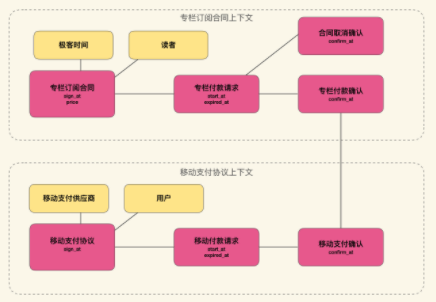 专栏订阅合同上下文
极客时间
读者
合同取消确认
confirm_at
专栏订阅合同
sign_at
price
专栏付款请求
start_at
expired_at
专栏付款确认
confirm_at
移动支付协议上下文
移动支付供应商
用户
移动支付协议
sign_at
移动付款请求
start_at
expired_at
移动支付确认
confirm_at